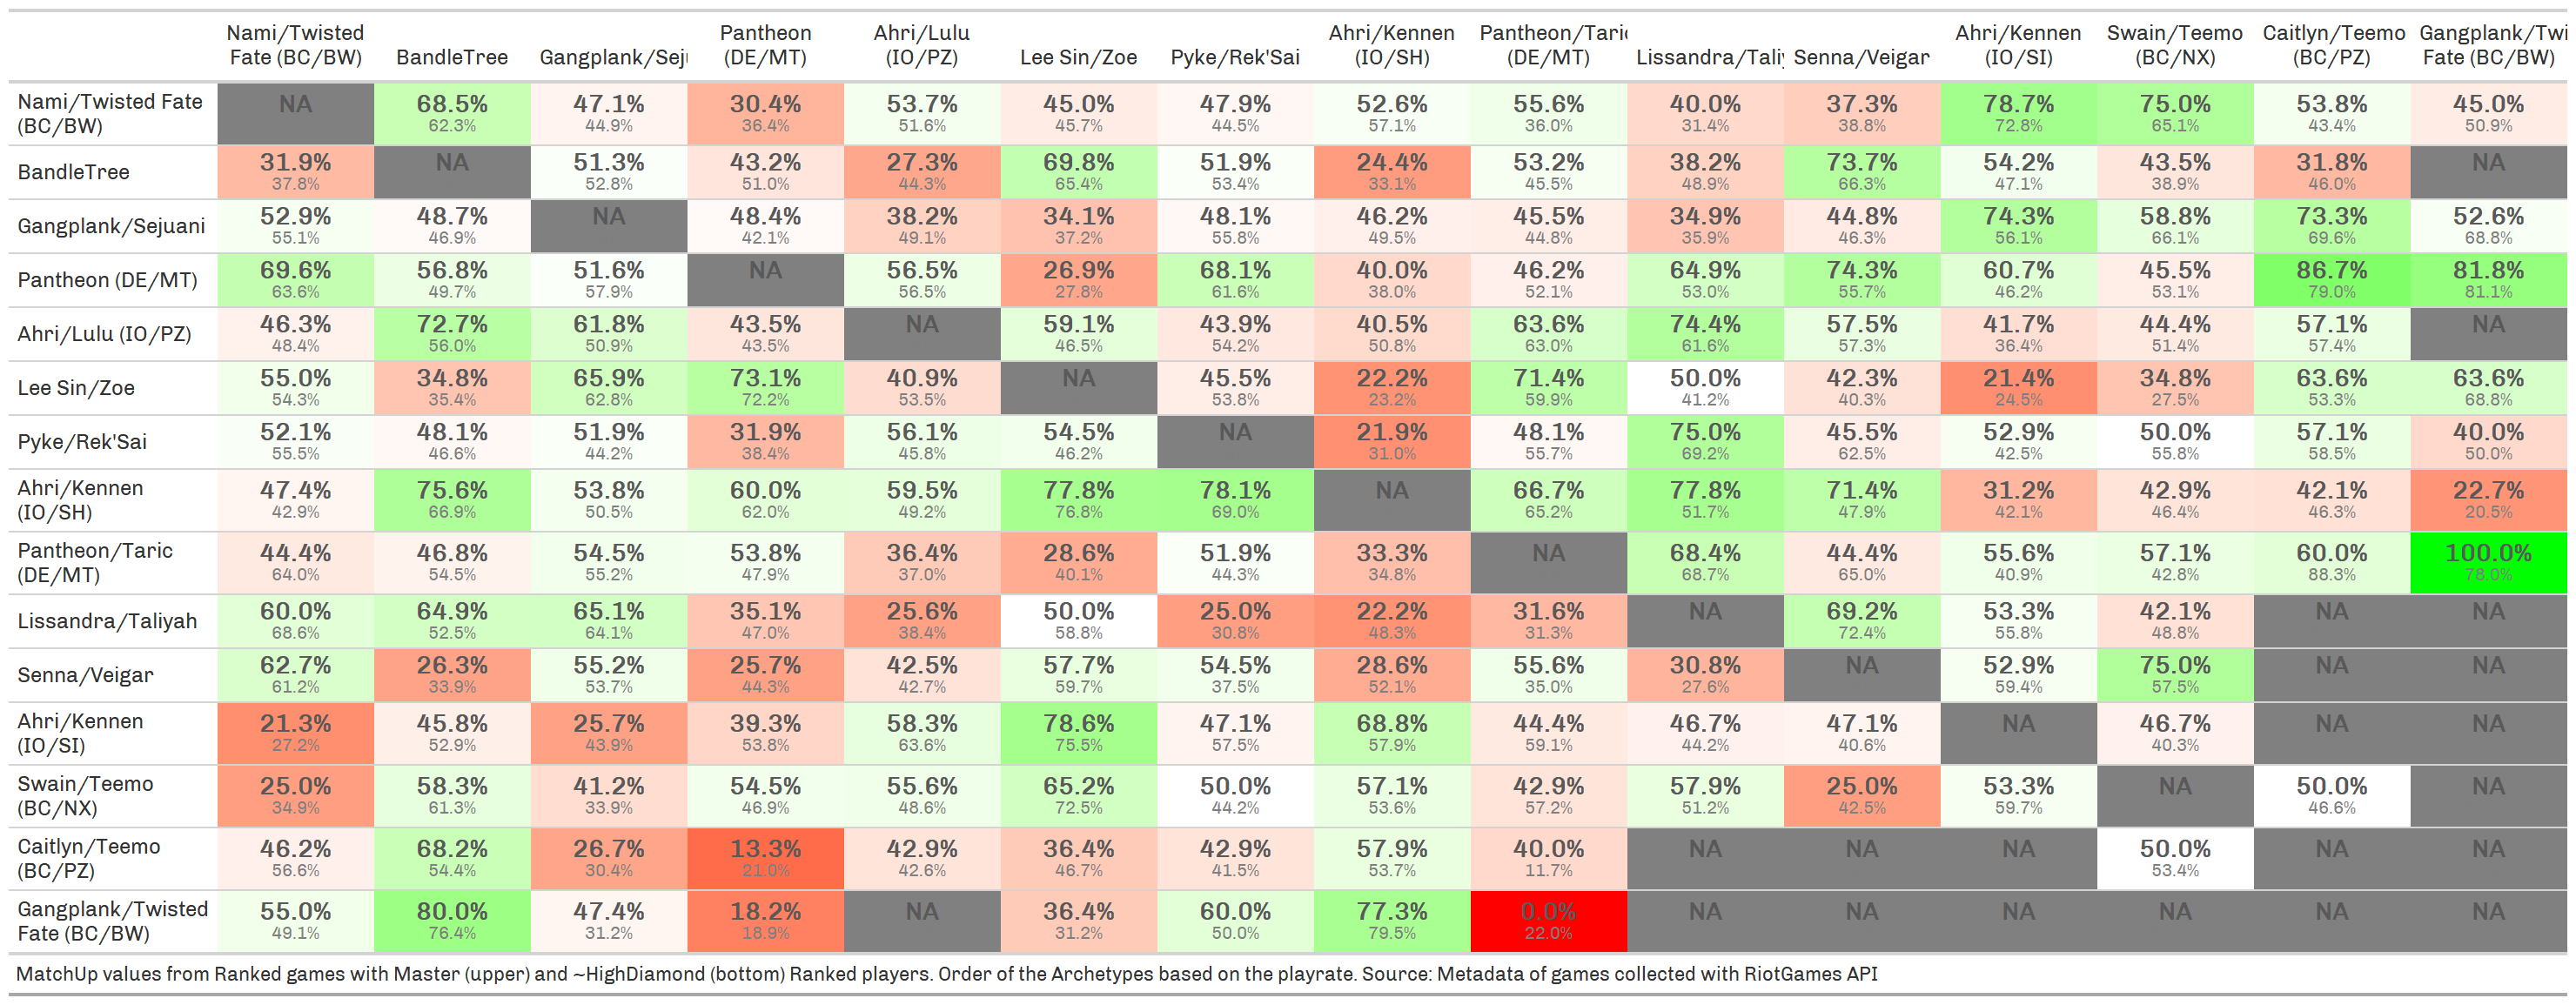 Nami/Twisted Fate (BC/BW) BandleTree Gangplank/Sej Pantheon (DE/MT) Ahri/Lulu (IO/PZ) Lee Sin/Zoe Pyke/Rek'Sai Ahri/Kennen (IO/SH) Pantheon/Taric (DE/MT) Lissandra/Taliy Senna/Veigar Ahri/Kennen (IO/SI) Swain/Teemo (BC/NX) Caitlyn/Teemo (BC/PZ) Gangplank/Twi Fate (BC/BW)
Nami/Twisted Fate (BC/BW) NA 68.5% 47.1% 30.4% 53.7% 45.0% 47.9% 52.6% 55.6% 40.0% 37.3% 78.7% 75.0% 53.8% 45.0%
62.3% 44.9% 36.4% 51.6% 45.7% 44.5% 57.1% 36.0% 31.4% 38.8% 72.8% 65.1% 43.4% 50.9%
BandleTree 31.9% NA 51.3% 43.2% 27.3% 69.8% 51.9% 24.4% 53.2% 38.2% 73.7% 54.2% 43.5% 31.8% NA
37.8% 52.8% 51.0% 44.3% 65.4% 53.4% 33.1% 45.5% 48.9% 66.3% 47.1% 38.9% 46.0%
Gangplank/Sejuani 52.9% 48.7% NA 48.4% 38.2% 34.1% 48.1% 46.2% 45.5% 34.9% 44.8% 74.3% 58.8% 73.3% 52.6%
55.1% 46.9% 42.1% 49.1% 37.2% 55.8% 49.5% 44.8% 35.9% 46.3% 56.1% 66.1% 69.6% 68.8%
Pantheon (DE/MT) 69.6% 56.8% 51.6% NA 56.5% 26.9% 68.1% 40.0% 46.2% 64.9% 74.3% 60.7% 45.5% 86.7% 81.8%
63.6% 49.7% 57.9% 56.5% 27.8% 61.6% 38.0% 52.1% 53.0% 55.7% 46.2% 53.1% 79.0% 81.1%
Ahri/Lulu (IO/PZ) 46.3% 72.7% 61.8% 43.5% NA 59.1% 43.9% 40.5% 63.6% 74.4% 57.5% 41.7% 44.4% 57.1% NA
48.4% 56.0% 50.9% 43.5% 46.5% 54.2% 50.8% 63.0% 61.6% 57.3% 36.4% 51.4% 57.4%
Lee Sin/Zoe 55.0% 34.8% 65.9% 73.1% 40.9% NA 45.5% 22.2% 71.4% 50.0% 42.3% 21.4% 34.8% 63.6% 63.6%
54.3% 35.4% 62.8% 72.2% 53.5% 53.8% 23.2% 59.9% 41.2% 40.3% 24.5% 27.5% 53.3% 68.8%
Pyke/Rek'Sai 52.1% 48.1% 51.9% 31.9% 56.1% 54.5% NA 21.9% 48.1% 75.0% 45.5% 52.9% 50.0% 57.1% 40.0%
55.5% 46.6% 44.2% 38.4% 45.8% 46.2% 31.0% 55.7% 69.2% 62.5% 42.5% 55.8% 58.5% 50.0%
Ahri/Kennen (IO/SH) 47.4% 75.6% 53.8% 60.0% 59.5% 77.8% 78.1% NA 66.7% 77.8% 71.4% 31.2% 42.9% 42.1% 22.7%
42.9% 66.9% 50.5% 62.0% 49.2% 76.8% 69.0% 65.2% 51.7% 47.9% 42.1% 46.4% 46.3% 20.5%
Pantheon/Taric (DE/MT) 44.4% 46.8% 54.5% 53.8% 36.4% 28.6% 51.9% 33.3% NA 68.4% 44.4% 55.6% 57.1% 60.0% 100.0%
64.0% 54.5% 55.2% 47.9% 37.0% 40.1% 44.3% 34.8% 68.7% 65.0% 40.9% 42.8% 88.3% 78.0%
Lissandra/Taliyah 60.0% 64.9% 65.1% 35.1% 25.6% 50.0% 25.0% 22.2% 31.6% NA 69.2% 53.3% 42.1% NA NA
68.6% 52.5% 64.1% 47.0% 38.4% 58.8% 30.8% 48.3% 31.3% 72.4% 55.8% 48.8%
Senna/Veigar 62.7% 26.3% 55.2% 25.7% 42.5% 57.7% 54.5% 28.6% 55.6% 30.8% NA 52.9% 75.0% NA NA
61.2% 33.9% 53.7% 44.3% 42.7% 59.7% 37.5% 52.1% 35.0% 27.6% 59.4% 57.5%
Ahri/Kennen (IO/SI) 21.3% 45.8% 25.7% 39.3% 58.3% 78.6% 47.1% 68.8% 44.4% 46.7% 47.1% NA 46.7% NA NA
27.2% 52.9% 43.9% 53.8% 63.6% 75.5% 57.5% 57.9% 59.1% 44.2% 40.6% 40.3%
Swain/Teemo (BC/NX) 25.0% 58.3% 41.2% 54.5% 55.6% 65.2% 50.0% 57.1% 42.9% 57.9% 25.0% 53.3% NA 50.0% NA
34.9% 61.3% 33.9% 46.9% 48.6% 72.5% 44.2% 53.6% 57.2% 51.2% 42.5% 59.7% 46.6%
Caitlyn/Teemo (BC/PZ) 46.2% 68.2% 26.7% 13.3% 42.9% 36.4% 42.9% 57.9% 40.0% NA NA NA 50.0% NA NA
56.6% 54.4% 30.4% 21.0% 42.6% 46.7% 41.5% 53.7% 11.7% 53.4%
Gangplank/Twisted Fate (BC/BW) 55.0% 80.0% 47.4% 18.2% NA 36.4% 60.0% 77.3% 0.0% NA NA NA NA NA NA
49.1% 76.4% 31.2% 18.9% 31.2% 50.0% 79.5% 22.0%
MatchUp values from Ranked games with Master (upper) and ~HighDiamond (bottom) Ranked players. Order of the Archetypes based on the playrate. Source: Metadata of games collected with RiotGames API